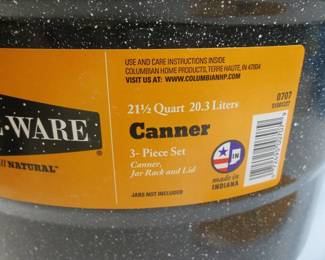 USE AND CARE INSTRUCTIONS INSIDE
COLUMBIAN HOME PRODUCTS, TERRE HAUTE, IN 47804
VISIT US AT: WWW.COLUMBIANHP.COM
0707
21½ Quart 20.3 Liters
-WARE
®
Canner
NATURAL™
3- Piece Set
Canner,
Jar Rack and Lid
JARS NOT INCLUDED
IN
made in
INDIANA